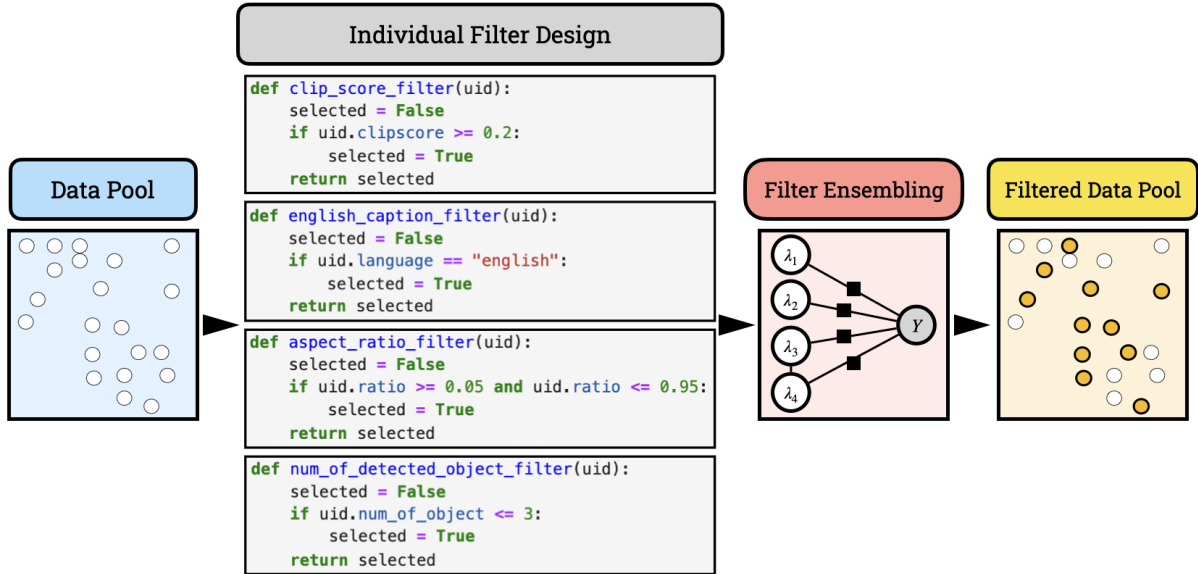 Individual Filter Design
def clip_score_filter(uid):
    selected = False
    if uid.clipscore >= 0.2:
        selected = True
    return selected
Data Pool
def english_caption_filter(uid):
    selected = False
    if uid.language == "english":
        selected = True
    return selected
def aspect_ratio_filter(uid):
    selected = False
    if uid.ratio >= 0.05 and uid.ratio <= 0.95:
        selected = True
    return selected
def num_of_detected_object_filter(uid):
    selected = False
    if uid.num_of_object <= 3:
        selected = True
    return selected
Filter Ensembling
λ1
λ2
λ3
λ4
Y
Filtered Data Pool